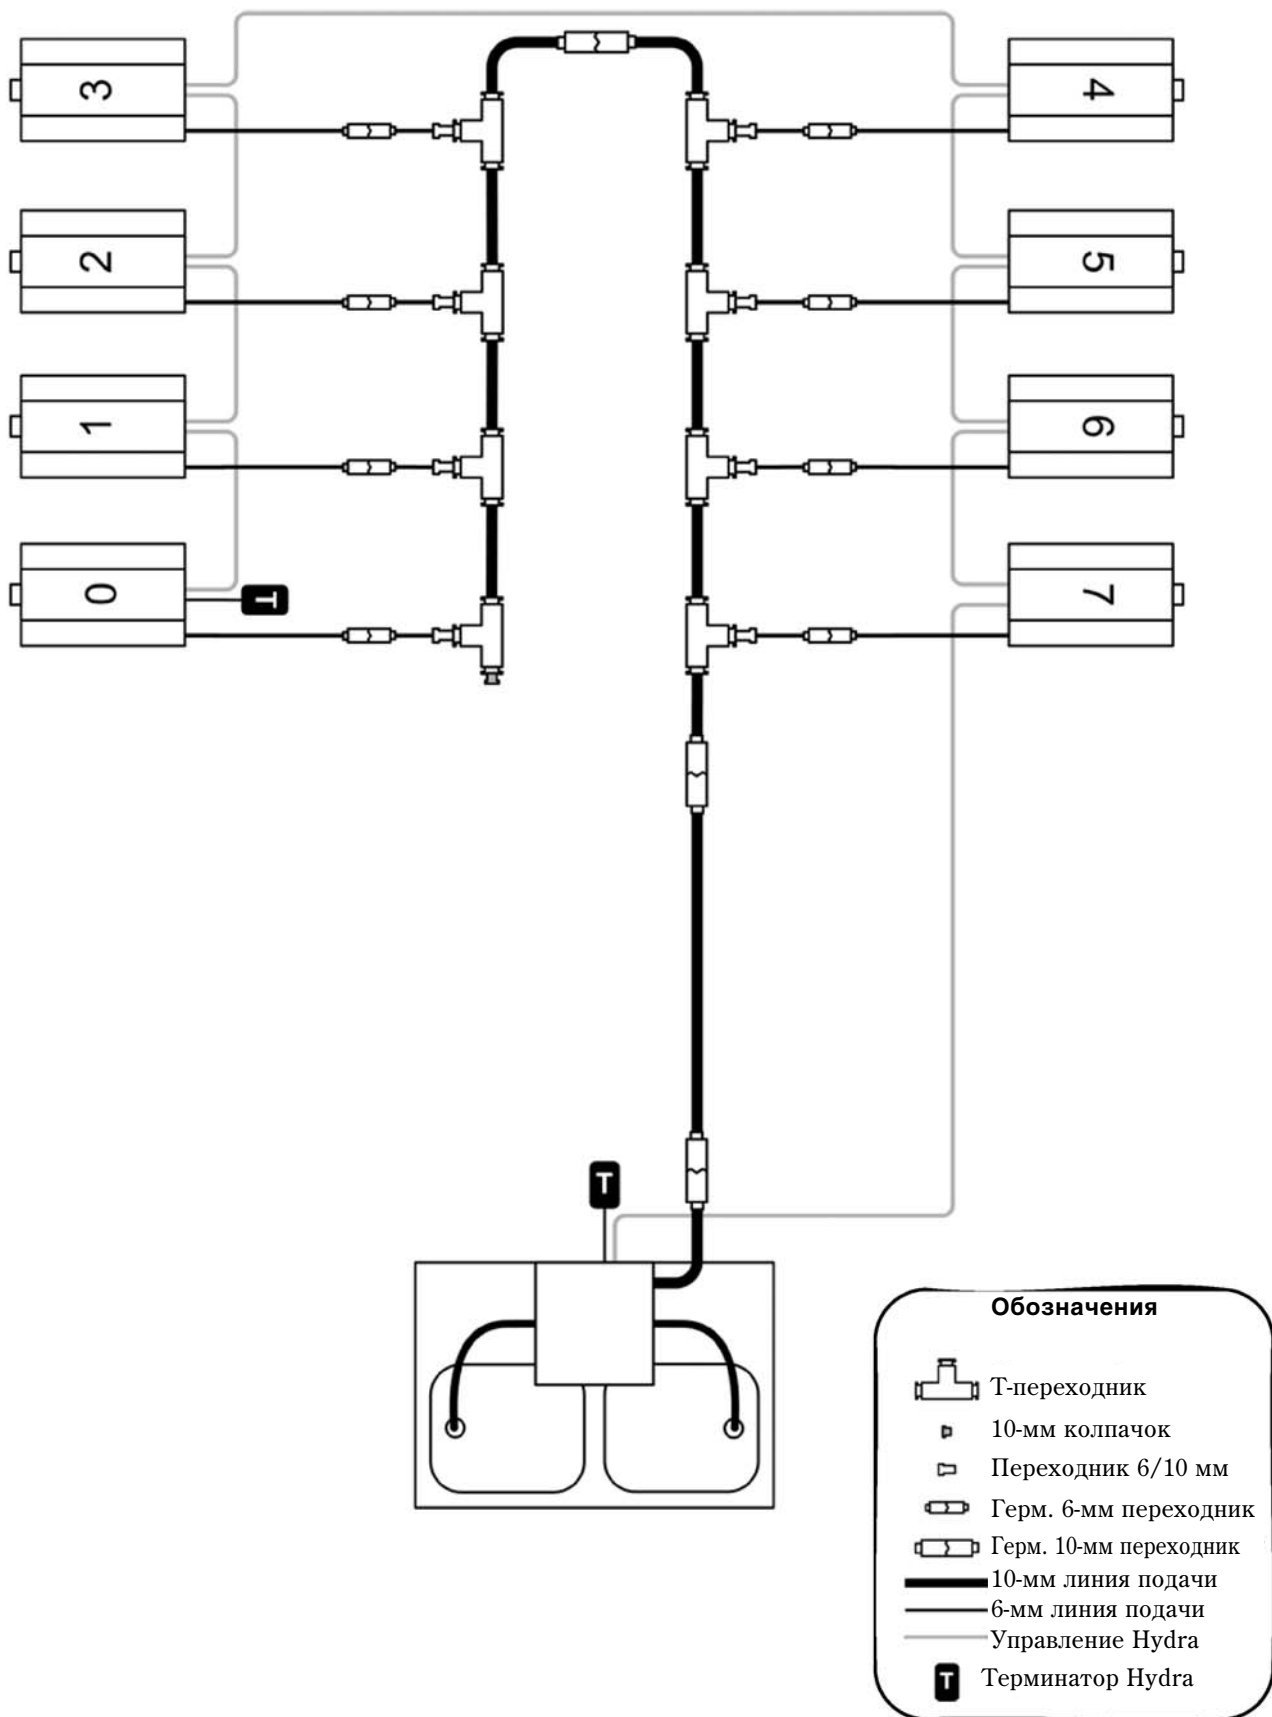 3
4
2
5
1
6
0
T
7
T
Обозначения
Т-переходник
10-мм колпачок
Переходник 6/10 мм
Герм. 6-мм переходник
Герм. 10-мм переходник
10-мм линия подачи
6-мм линия подачи
Управление Hydra
T Терминатор Hydra